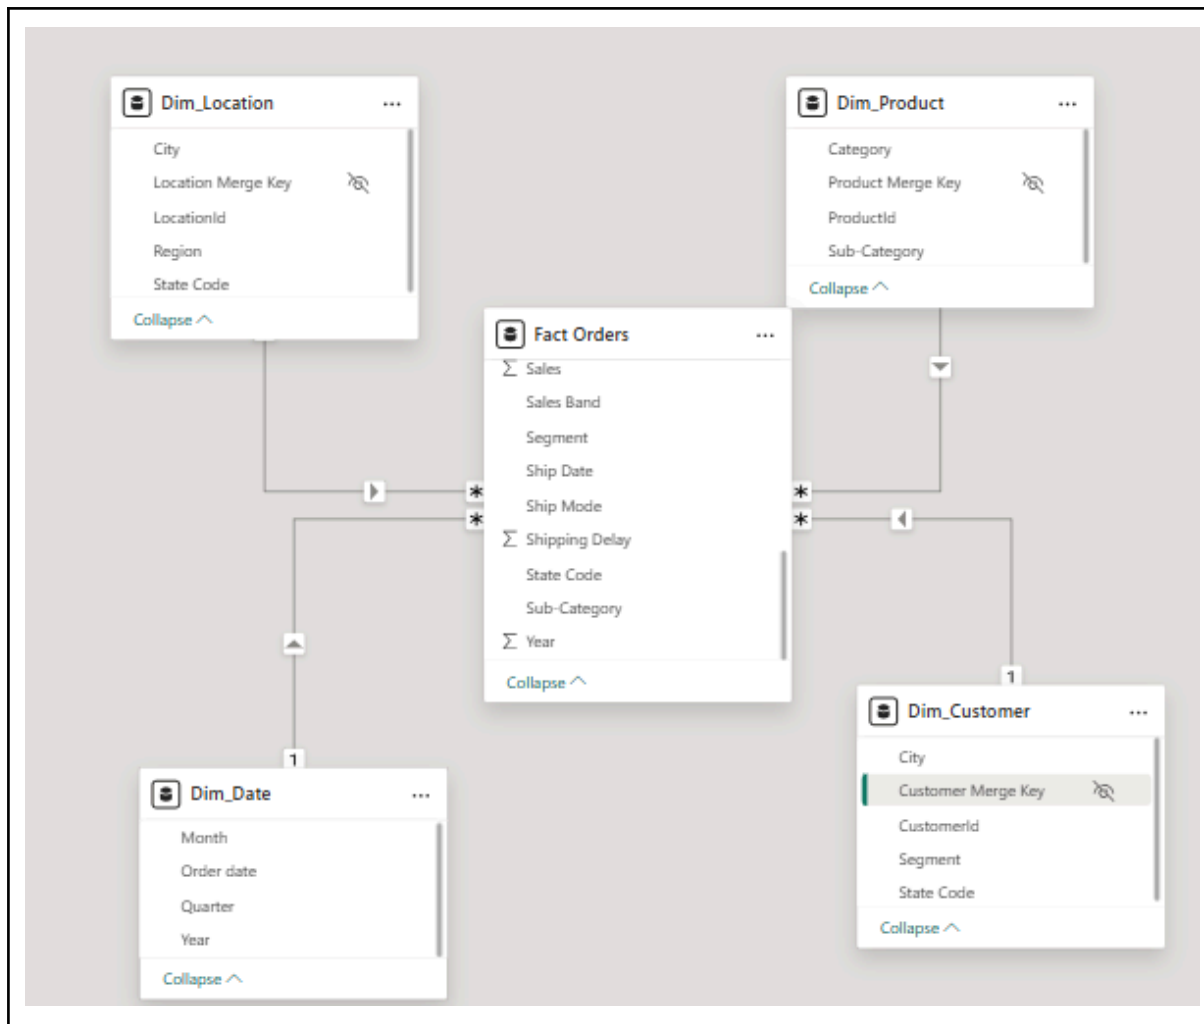 Dim_Location ...
City
Location Merge Key
LocationId
Region
State Code
Collapse
Dim_Product ...
Category
Product Merge Key
ProductId
Sub-Category
Collapse
Fact Orders ...
Σ Sales
Sales Band
Segment
Ship Date
Ship Mode
Σ Shipping Delay
State Code
Sub-Category
Σ Year
Collapse
*
*
*
*
1
1
Dim_Date ...
Month
Order date
Quarter
Year
Collapse
Dim_Customer ...
City
Customer Merge Key
CustomerId
Segment
State Code
Collapse